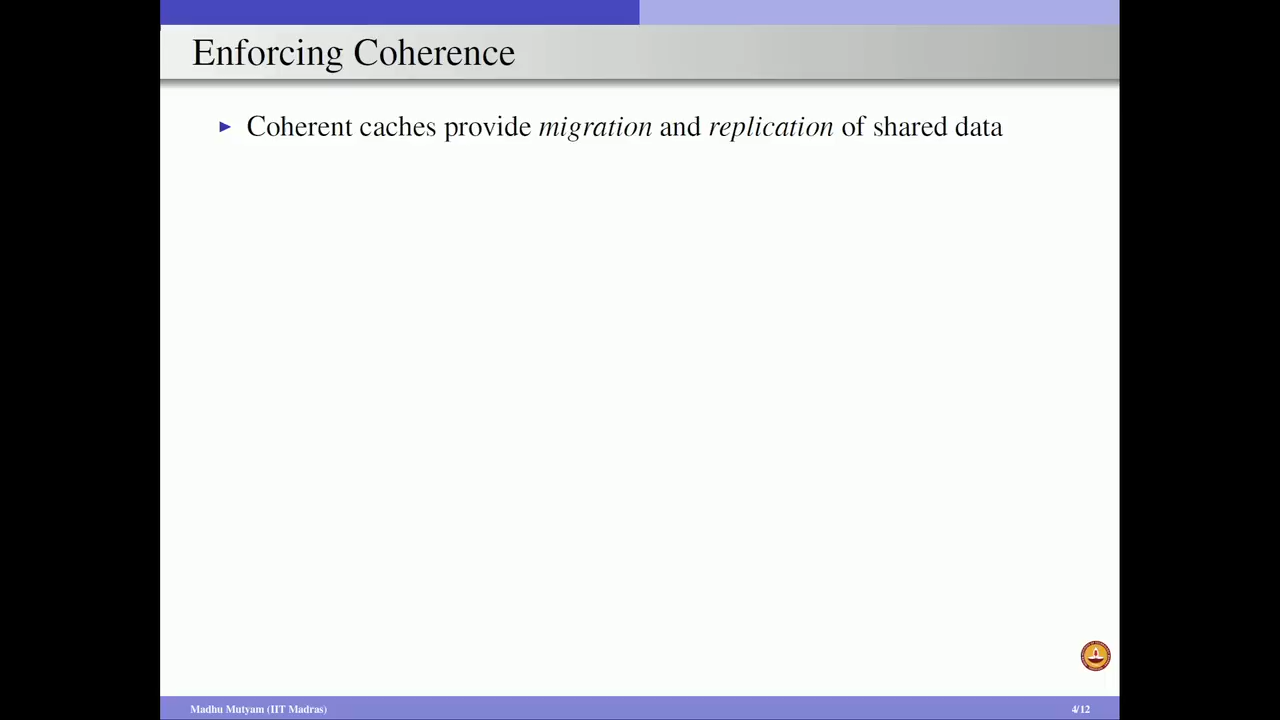 Enforcing Coherence
► Coherent caches provide migration and replication of shared data
Madhu Mutyam (IIT Madras)
4/12